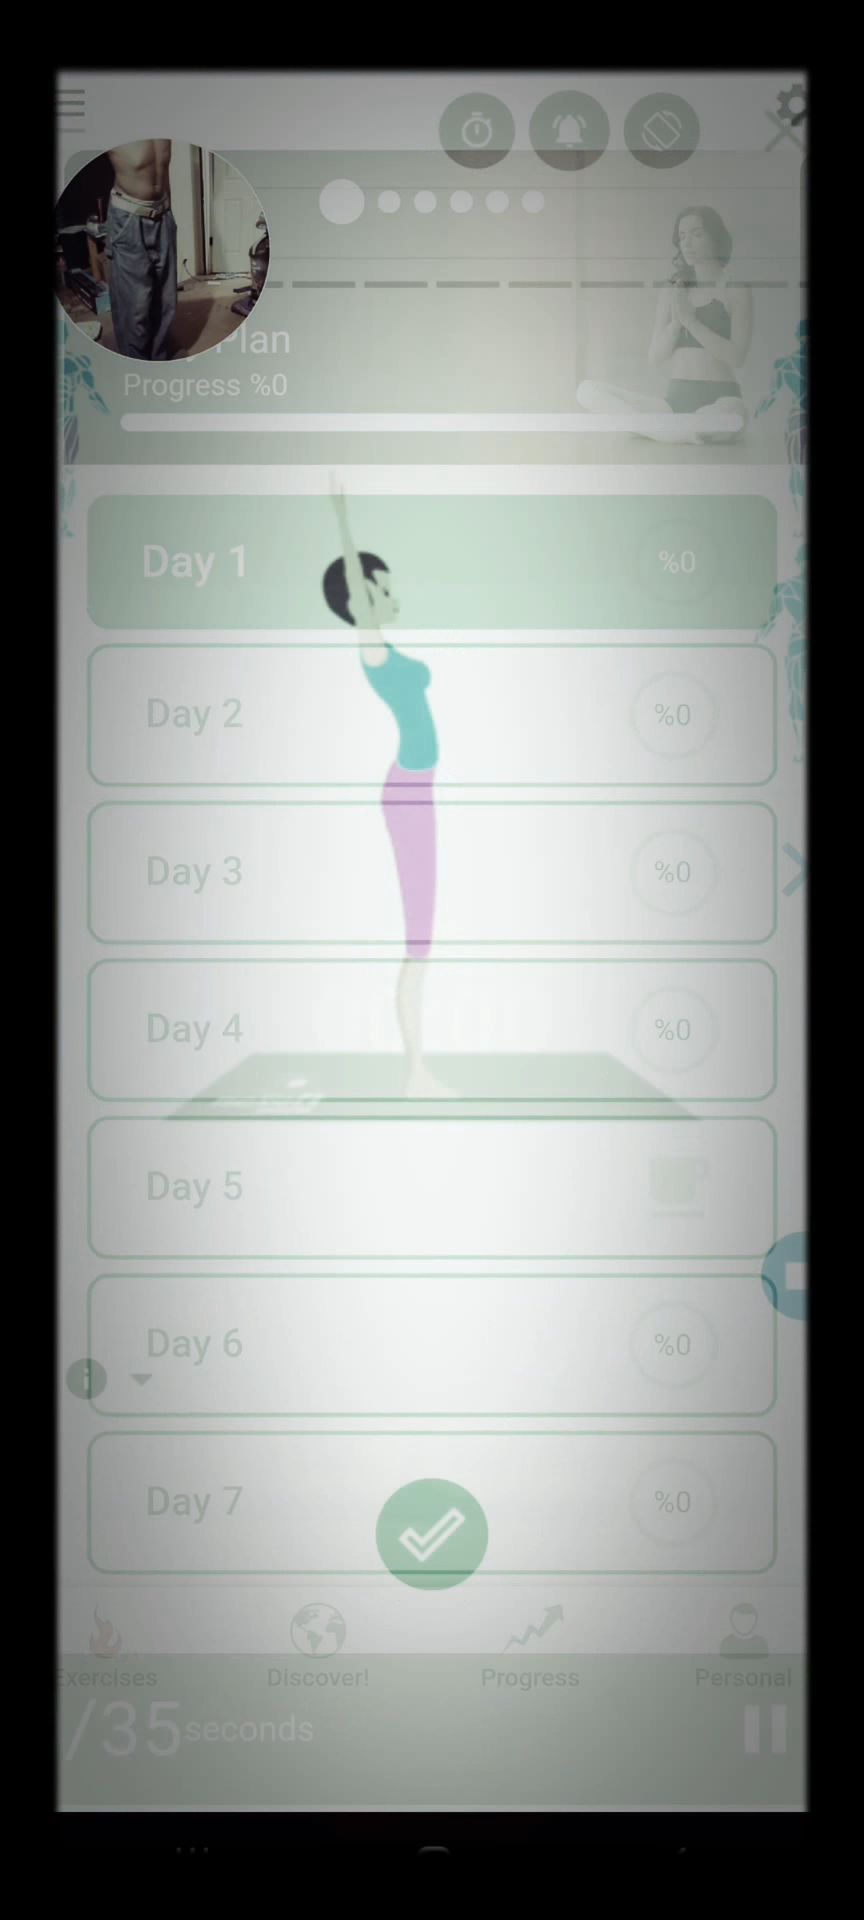 Plan
Progress %0
Day 1
%0
Day 2
%0
Day 3
%0
Day 4
%0
Day 5
Day 6
%0
i
Day 7
%0
Exercises
Discover!
Progress
Personal
/35 seconds